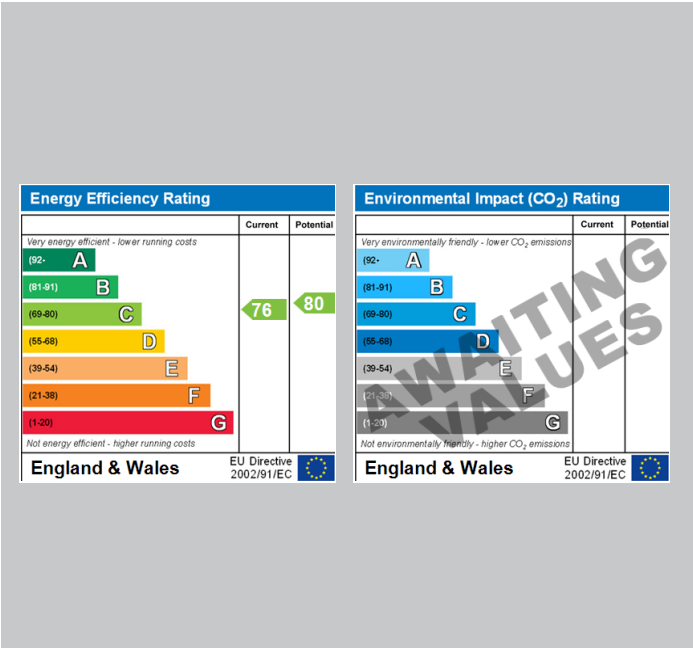 Energy Efficiency Rating
Current Potential
Very energy efficient - lower running costs
(92- A
(81-91) B
(69-80) C
76 80
(55-68) D
(39-54) E
(21-38) F
(1-20) G
Not energy efficient - higher running costs
England & Wales
EU Directive
2002/91/EC
Environmental Impact (CO2) Rating
Current Potential
Very environmentally friendly - lower CO2 emissions
(92- A
(81-91) B
(69-80) C
(55-68) D
(39-54) E
(21-38) F
(1-20) G
Not environmentally friendly - higher CO2 emissions
AWAITING
VALUES
England & Wales
EU Directive
2002/91/EC